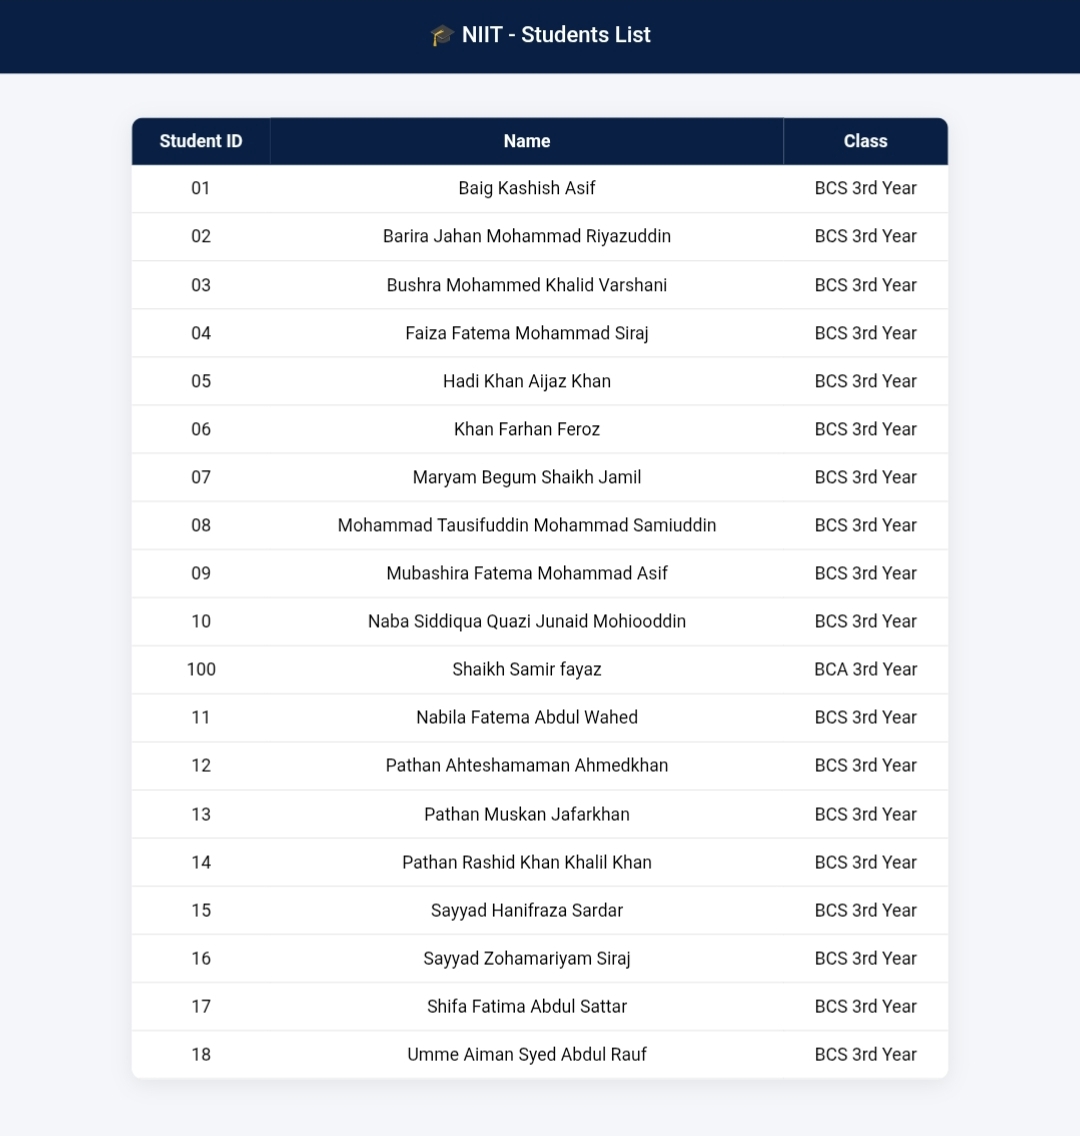 🎓 NIIT - Students List
Student ID Name Class
01 Baig Kashish Asif BCS 3rd Year
02 Barira Jahan Mohammad Riyazuddin BCS 3rd Year
03 Bushra Mohammed Khalid Varshani BCS 3rd Year
04 Faiza Fatema Mohammad Siraj BCS 3rd Year
05 Hadi Khan Aijaz Khan BCS 3rd Year
06 Khan Farhan Feroz BCS 3rd Year
07 Maryam Begum Shaikh Jamil BCS 3rd Year
08 Mohammad Tausifuddin Mohammad Samiuddin BCS 3rd Year
09 Mubashira Fatema Mohammad Asif BCS 3rd Year
10 Naba Siddiqua Quazi Junaid Mohiooddin BCS 3rd Year
100 Shaikh Samir fayaz BCA 3rd Year
11 Nabila Fatema Abdul Wahed BCS 3rd Year
12 Pathan Ahteshamaman Ahmedkhan BCS 3rd Year
13 Pathan Muskan Jafarkhan BCS 3rd Year
14 Pathan Rashid Khan Khalil Khan BCS 3rd Year
15 Sayyad Hanifraza Sardar BCS 3rd Year
16 Sayyad Zohamariyam Siraj BCS 3rd Year
17 Shifa Fatima Abdul Sattar BCS 3rd Year
18 Umme Aiman Syed Abdul Rauf BCS 3rd Year